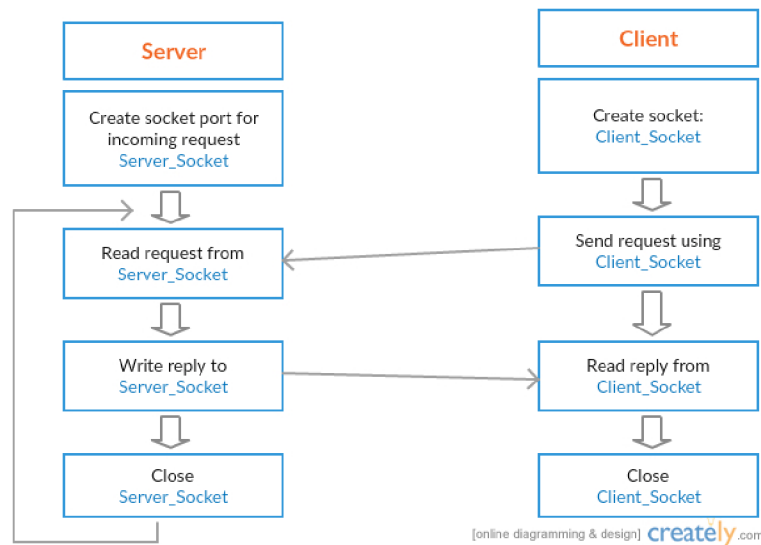 Server
Create socket port for
incoming request
Server_Socket
Read request from
Server_Socket
Write reply to
Server_Socket
Close
Server_Socket
Client
Create socket:
Client_Socket
Send request using
Client_Socket
Read reply from
Client_Socket
Close
Client_Socket
[online diagramming & design] creately.com